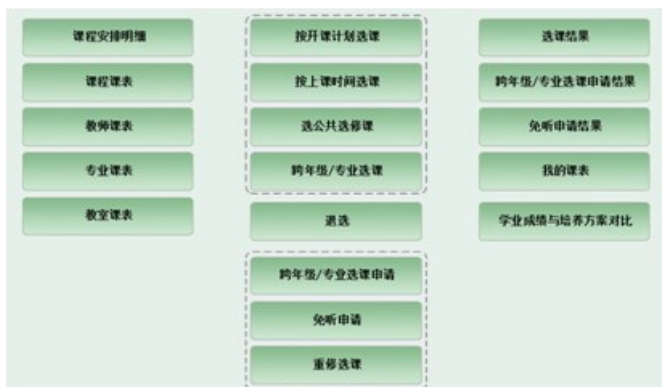 课程安排明细
课程课表
教师课表
专业课表
教室课表
按开课计划选课
按上课时间选课
选公共选修课
跨年级/专业选课
退选
跨年级/专业选课申请
免听申请
重修选课
选课结果
跨年级/专业选课申请结果
免听申请结果
我的课表
学业成绩与培养方案对比